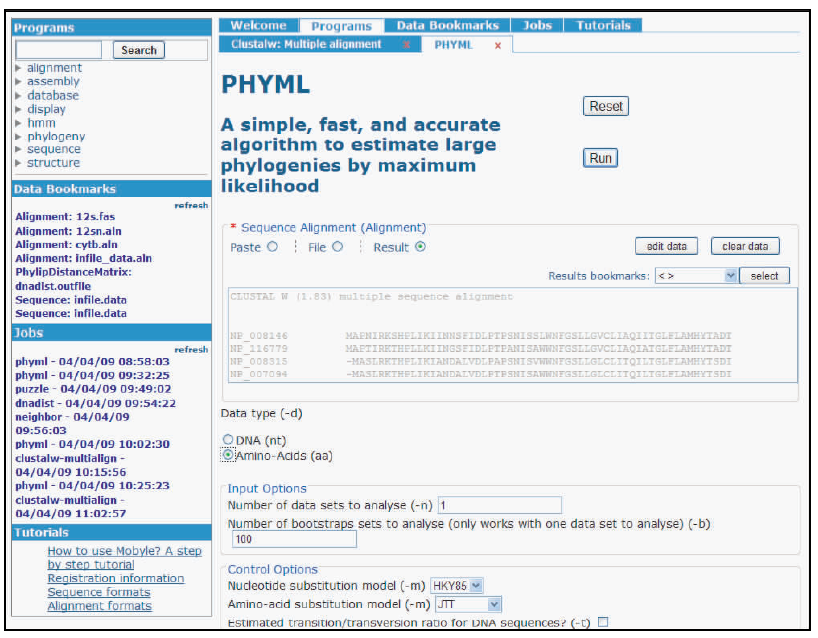 Programs
Search
alignment
assembly
database
display
hmm
phylogeny
sequence
structure
Data Bookmarks
refresh
Alignment: 12s.fas
Alignment: 12sn.aln
Alignment: cytb.aln
Alignment: infile_data.aln
PhylipDistanceMatrix:
dnadist.outfile
Sequence: infile.data
Sequence: infile.data
Jobs
refresh
phyml - 04/04/09 08:58:03
phyml - 04/04/09 09:32:25
puzzle - 04/04/09 09:49:02
dnadist - 04/04/09 09:54:22
neighbor - 04/04/09
09:56:03
phyml - 04/04/09 10:02:30
clustalw-multialign -
04/04/09 10:15:56
phyml - 04/04/09 10:25:23
clustalw-multialign -
04/04/09 11:02:57
Tutorials
How to use Mobyle? A step
by step tutorial
Registration information
Sequence formats
Alignment formats
Welcome Programs Data Bookmarks Jobs Tutorials
Clustalw: Multiple alignment x PHYML x
PHYML
Reset
A simple, fast, and accurate
algorithm to estimate large
phylogenies by maximum
likelihood
Run
* Sequence Alignment (Alignment)
Paste File Result
edit data clear data
Results bookmarks: < > select
CLUSTAL W (1.83) multiple sequence alignment
NP_008146 MAPNIRKSHPLIKIINNSFIDLPTPSNISSLWNFGSLLGVCLIAQIITGLFLAMHYTADT
NP_116779 MAPTIRKTHPLLKIINGSFIDLPTPANISAWWNFGSLLGVCLIAQIATGLFLAMHYTADT
NP_008315 -MASLRKTHPLIKIANDALVDLPAPSNISVWWNFGSLLGLCLITQILTGLFLAMHYTSDI
NP_007094 -MASLRKTHPLIKIANDALVDLPTPSNISAWWNFGSLLGLCLITQILTGLFLAMHYTSDI
Data type (-d)
DNA (nt)
Amino-Acids (aa)
Input Options
Number of data sets to analyse (-n) 1
Number of bootstraps sets to analyse (only works with one data set to analyse) (-b)
100
Control Options
Nucleotide substitution model (-m) HKY85
Amino-acid substitution model (-m) JTT
Estimated transition/transversion ratio for DNA sequences? (-t)